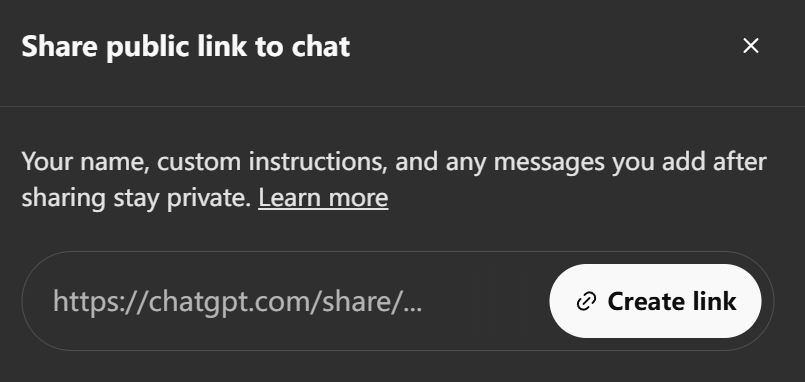 Share public link to chat
Your name, custom instructions, and any messages you add after
sharing stay private. Learn more
https://chatgpt.com/share/...
Create link